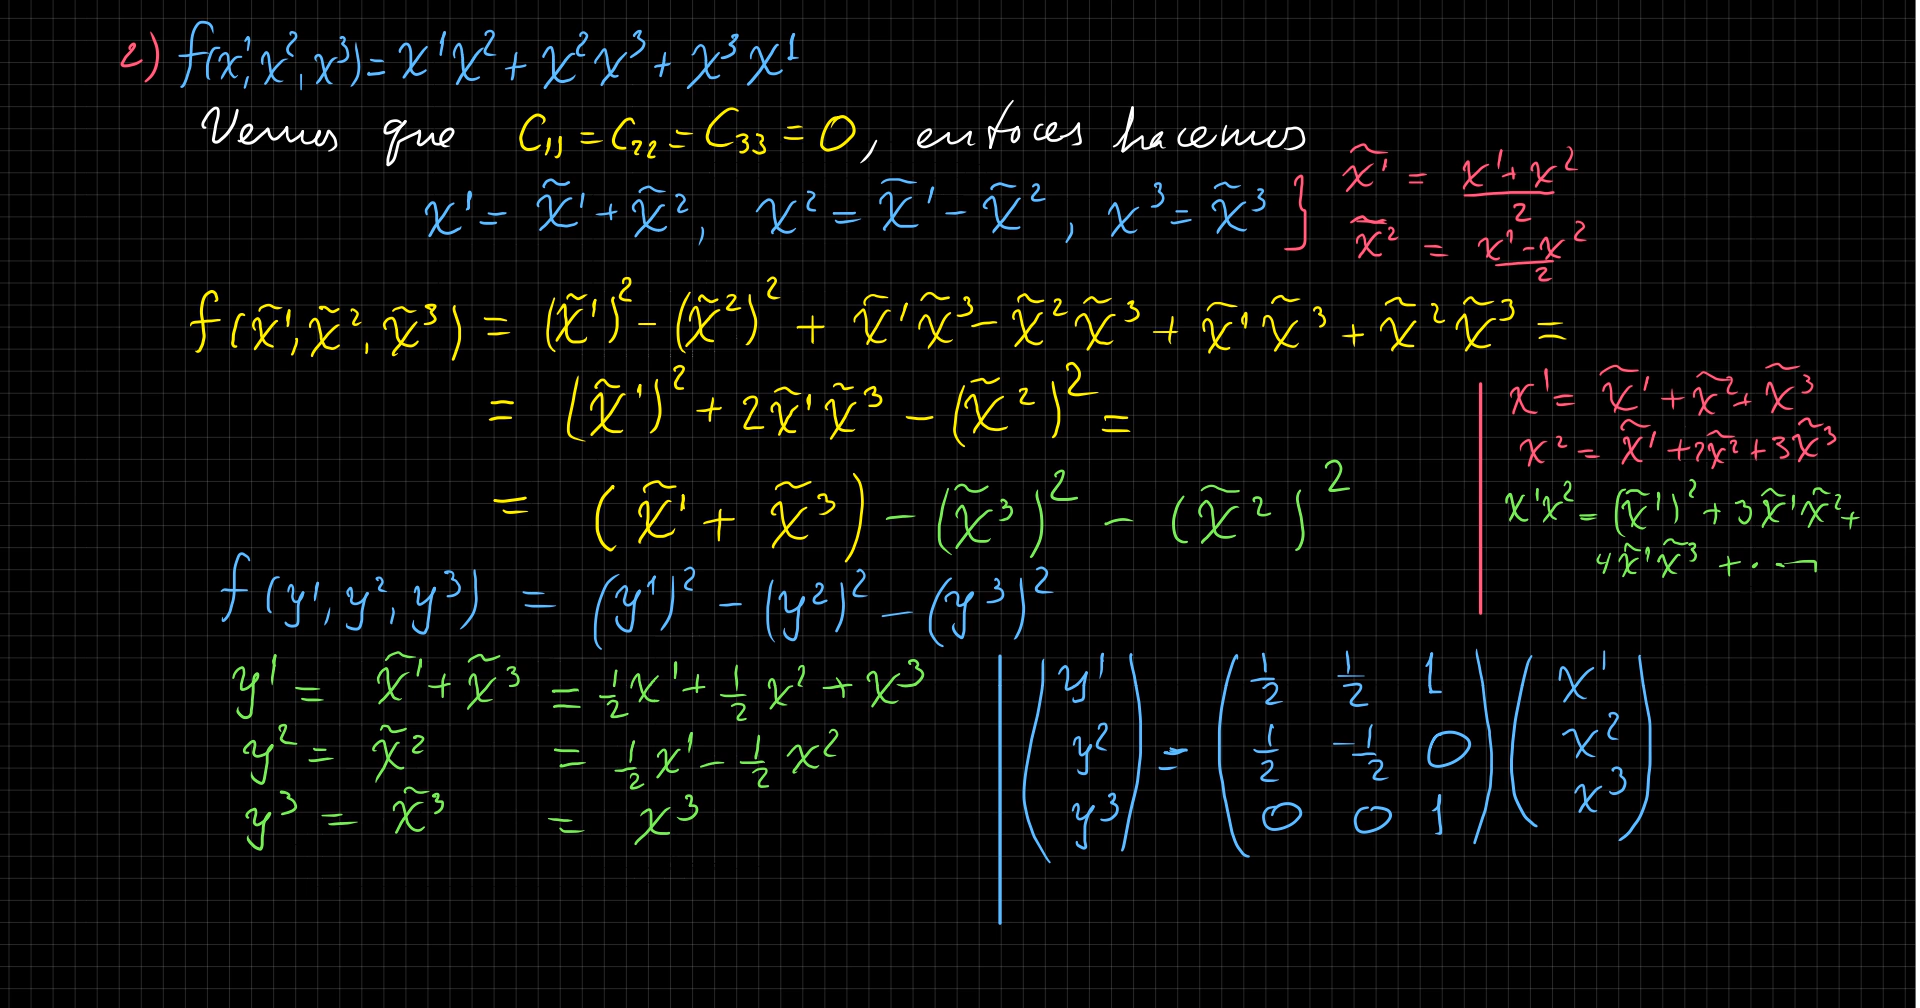 2) f(x¹, x², x³) = x¹x² + x²x³ + x³x¹
Vemos que C₁₁ = C₂₂ = C₃₃ = 0, entoces hacemos
x¹ = x̃¹ + x̃², x² = x̃¹ - x̃², x³ = x̃³ }
x̃¹ = (x¹ + x²)/2
x̃² = (x¹ - x²)/2
f(x̃¹, x̃², x̃³) = (x̃¹)² - (x̃²)² + x̃¹x̃³ - x̃²x̃³ + x̃¹x̃³ + x̃²x̃³ =
= (x̃¹)² + 2x̃¹x̃³ - (x̃²)² =
= (x̃¹ + x̃³) - (x̃³)² - (x̃²)²
x¹ = x̃¹ + x̃² + x̃³
x² = x̃¹ + 2x̃² + 3x̃³
x¹x² = (x̃¹)² + 3x̃¹x̃² +
4x̃¹x̃³ + ...
f(y¹, y², y³) = (y¹)² - (y²)² - (y³)²
y¹ = x̃¹ + x̃³ = ½x¹ + ½x² + x³
y² = x̃² = ½x¹ - ½x²
y³ = x̃³ = x³
(y¹) (½ ½ 1) (x¹)
(y²) = (½ -½ 0) (x²)
(y³) (0 0 1) (x³)